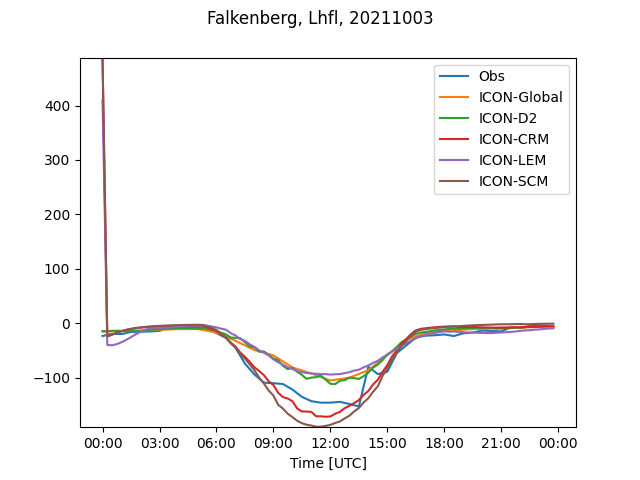 Falkenberg, Lhfl, 20211003
Obs
ICON-Global
ICON-D2
ICON-CRM
ICON-LEM
ICON-SCM
400
300
200
100
0
−100
00:00 03:00 06:00 09:00 12:00 15:00 18:00 21:00 00:00
Time [UTC]